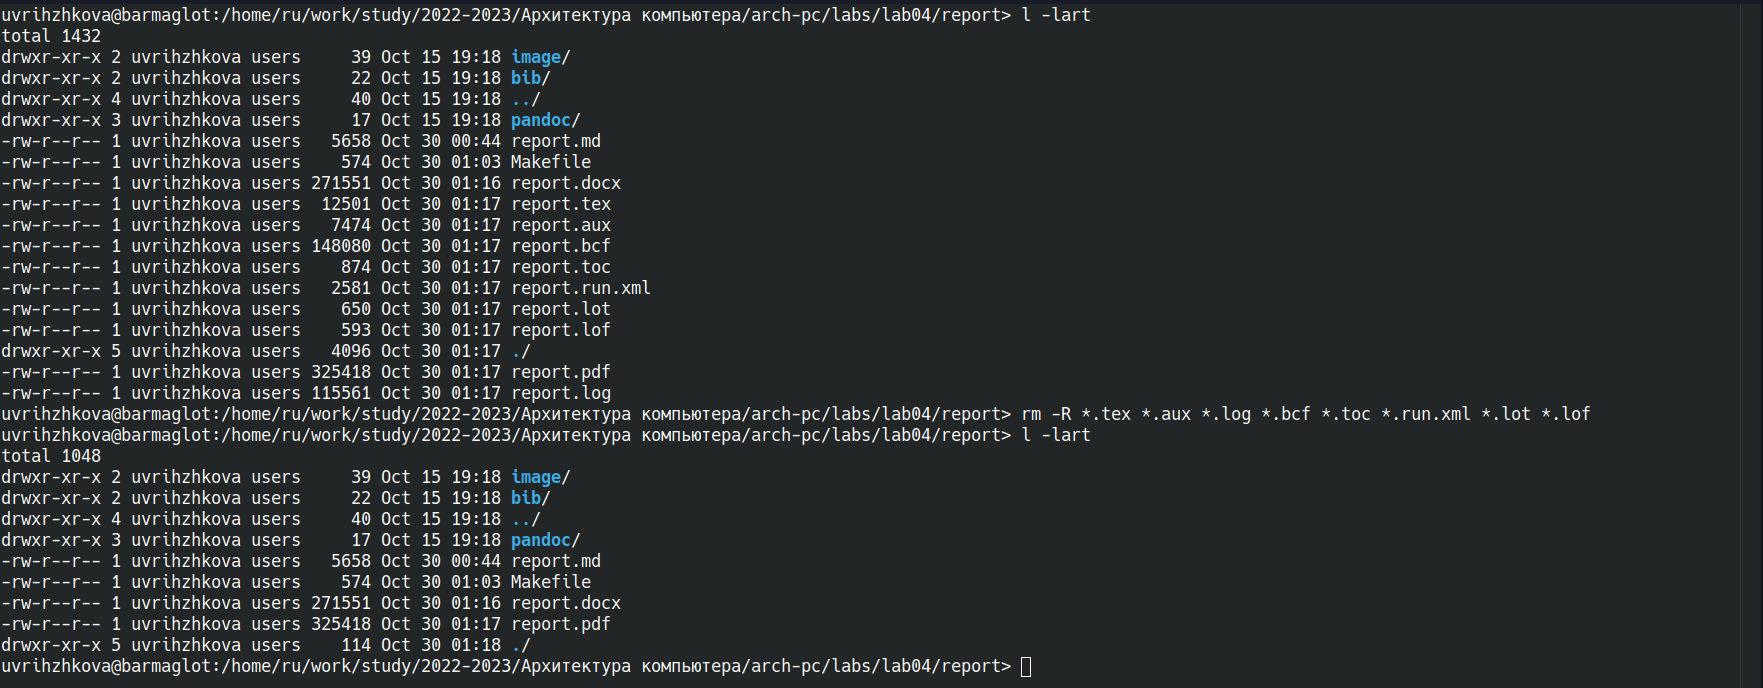 uvrihzhkova@barmaglot:/home/ru/work/study/2022-2023/Архитектура компьютера/arch-pc/labs/lab04/report> l -lart
total 1432
drwxr-xr-x 2 uvrihzhkova users     39 Oct 15 19:18 image/
drwxr-xr-x 2 uvrihzhkova users     22 Oct 15 19:18 bib/
drwxr-xr-x 4 uvrihzhkova users     40 Oct 15 19:18 ../
drwxr-xr-x 3 uvrihzhkova users     17 Oct 15 19:18 pandoc/
-rw-r--r-- 1 uvrihzhkova users   5658 Oct 30 00:44 report.md
-rw-r--r-- 1 uvrihzhkova users    574 Oct 30 01:03 Makefile
-rw-r--r-- 1 uvrihzhkova users 271551 Oct 30 01:16 report.docx
-rw-r--r-- 1 uvrihzhkova users  12501 Oct 30 01:17 report.tex
-rw-r--r-- 1 uvrihzhkova users   7474 Oct 30 01:17 report.aux
-rw-r--r-- 1 uvrihzhkova users 148080 Oct 30 01:17 report.bcf
-rw-r--r-- 1 uvrihzhkova users    874 Oct 30 01:17 report.toc
-rw-r--r-- 1 uvrihzhkova users   2581 Oct 30 01:17 report.run.xml
-rw-r--r-- 1 uvrihzhkova users    650 Oct 30 01:17 report.lot
-rw-r--r-- 1 uvrihzhkova users    593 Oct 30 01:17 report.lof
drwxr-xr-x 5 uvrihzhkova users   4096 Oct 30 01:17 ./
-rw-r--r-- 1 uvrihzhkova users 325418 Oct 30 01:17 report.pdf
-rw-r--r-- 1 uvrihzhkova users 115561 Oct 30 01:17 report.log
uvrihzhkova@barmaglot:/home/ru/work/study/2022-2023/Архитектура компьютера/arch-pc/labs/lab04/report> rm -R *.tex *.aux *.log *.bcf *.toc *.run.xml *.lot *.lof
uvrihzhkova@barmaglot:/home/ru/work/study/2022-2023/Архитектура компьютера/arch-pc/labs/lab04/report> l -lart
total 1048
drwxr-xr-x 2 uvrihzhkova users     39 Oct 15 19:18 image/
drwxr-xr-x 2 uvrihzhkova users     22 Oct 15 19:18 bib/
drwxr-xr-x 4 uvrihzhkova users     40 Oct 15 19:18 ../
drwxr-xr-x 3 uvrihzhkova users     17 Oct 15 19:18 pandoc/
-rw-r--r-- 1 uvrihzhkova users   5658 Oct 30 00:44 report.md
-rw-r--r-- 1 uvrihzhkova users    574 Oct 30 01:03 Makefile
-rw-r--r-- 1 uvrihzhkova users 271551 Oct 30 01:16 report.docx
-rw-r--r-- 1 uvrihzhkova users 325418 Oct 30 01:17 report.pdf
drwxr-xr-x 5 uvrihzhkova users    114 Oct 30 01:18 ./
uvrihzhkova@barmaglot:/home/ru/work/study/2022-2023/Архитектура компьютера/arch-pc/labs/lab04/report>